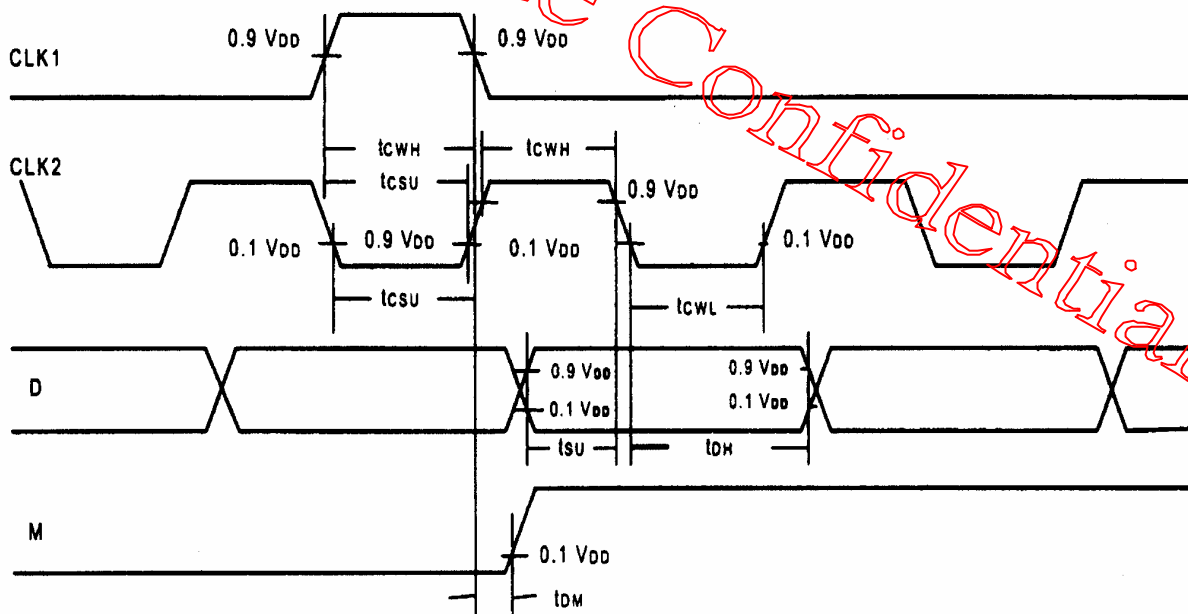 CLK1
0.9 VDD
0.9 VDD
tCWH
tCWH
CLK2
tCSU
0.9 VDD
0.1 VDD
0.9 VDD
0.1 VDD
0.1 VDD
tCSU
tCWL
D
0.9 VDD
0.9 VDD
0.1 VDD
0.1 VDD
tSU
tDH
M
0.1 VDD
tDM
Confidential